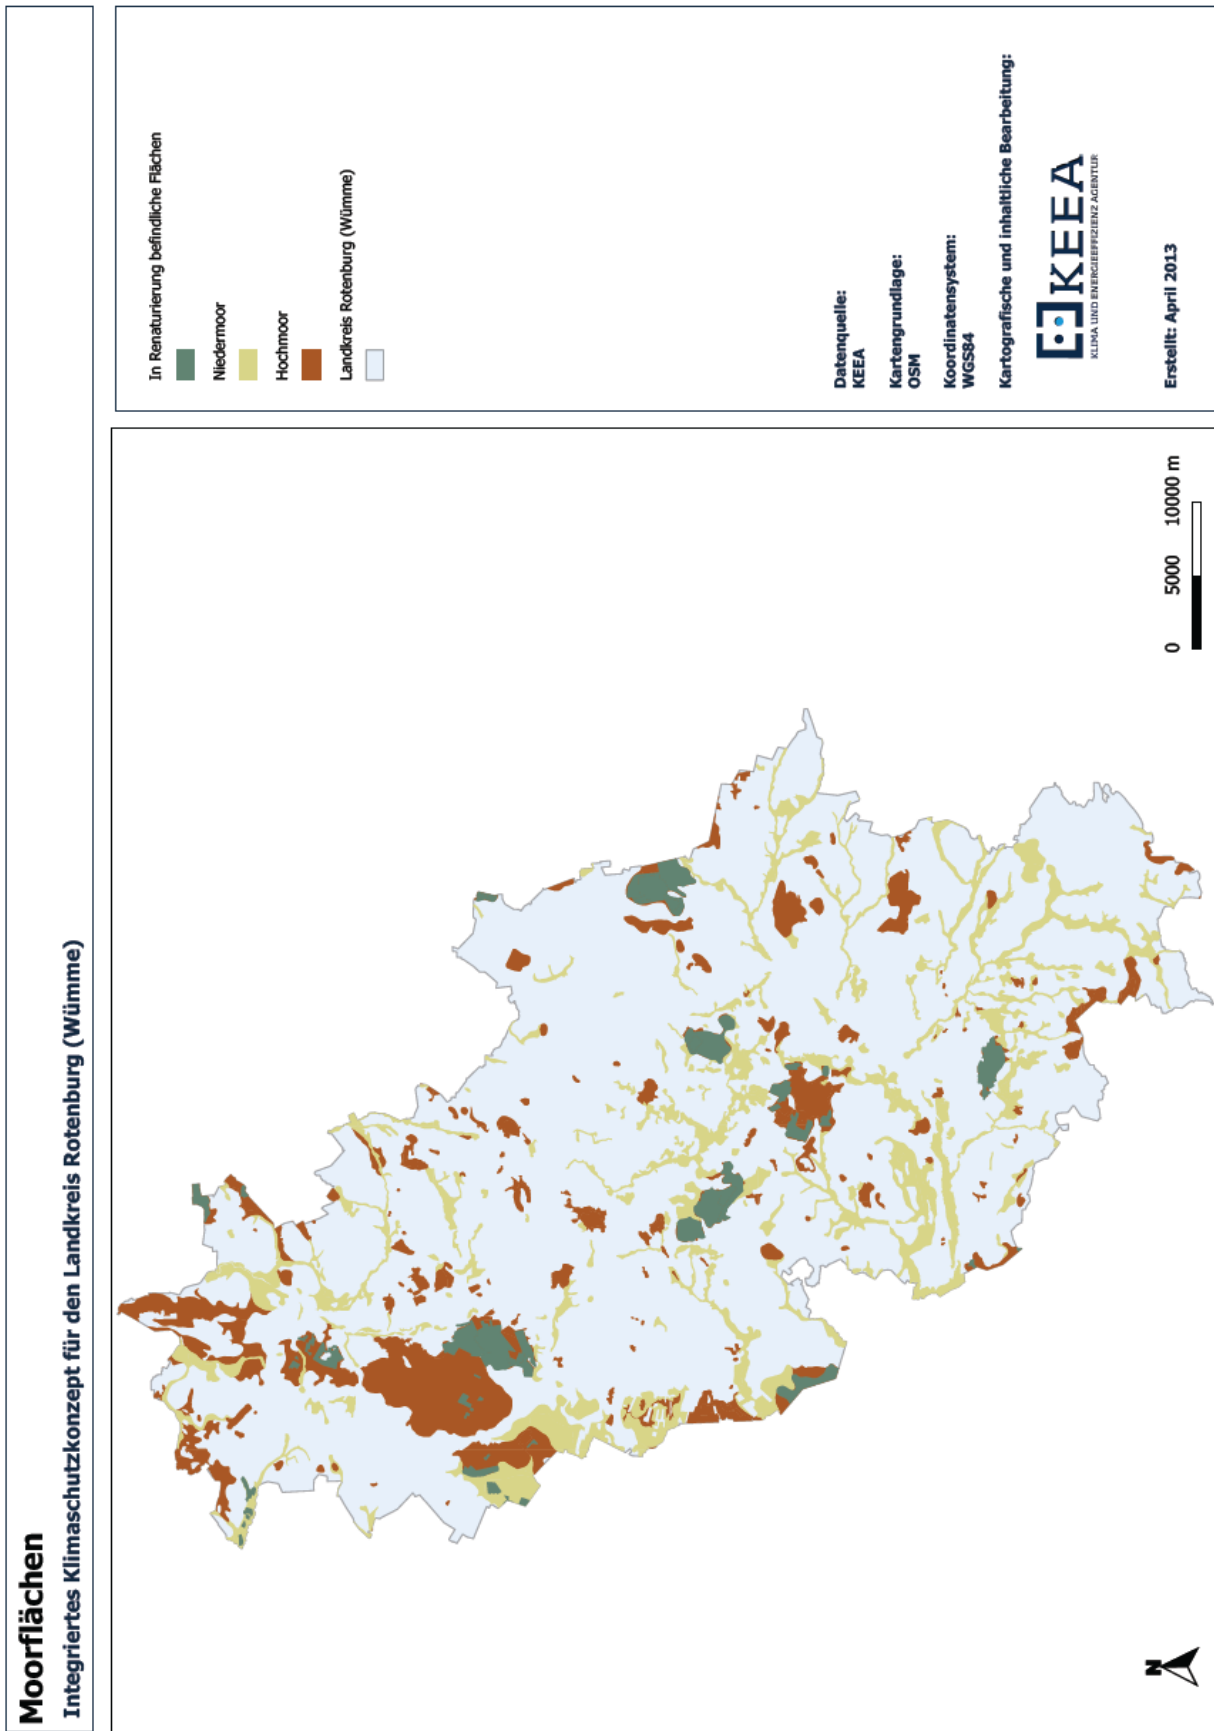 Moorflächen
Integriertes Klimaschutzkonzept für den Landkreis Rotenburg (Wümme)
In Renaturierung befindliche Flächen
Niedermoor
Hochmoor
Landkreis Rotenburg (Wümme)
Datenquelle:
KEEA
Kartengrundlage:
OSM
Koordinatensystem:
WGS84
Kartografische und inhaltliche Bearbeitung:
KEEA
KLIMA UND ENERGIEEFFIZIENZ AGENTUR
Erstellt: April 2013
0 5000 10000 m
N